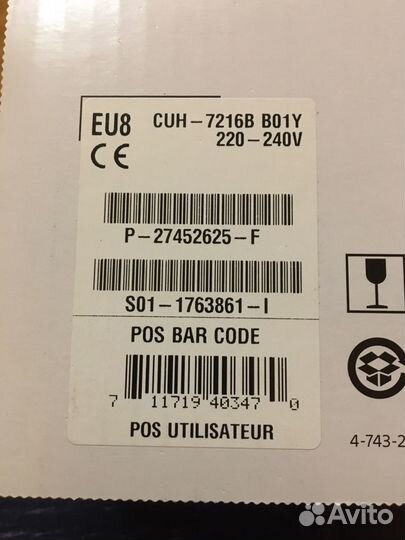 EU8 CUH-7216B B01Y
220-240V
CE
P-27452625-F
S01-1763861-I
POS BAR CODE
7 11719 40347 0
POS UTILISATEUR
4-743-2
Avito